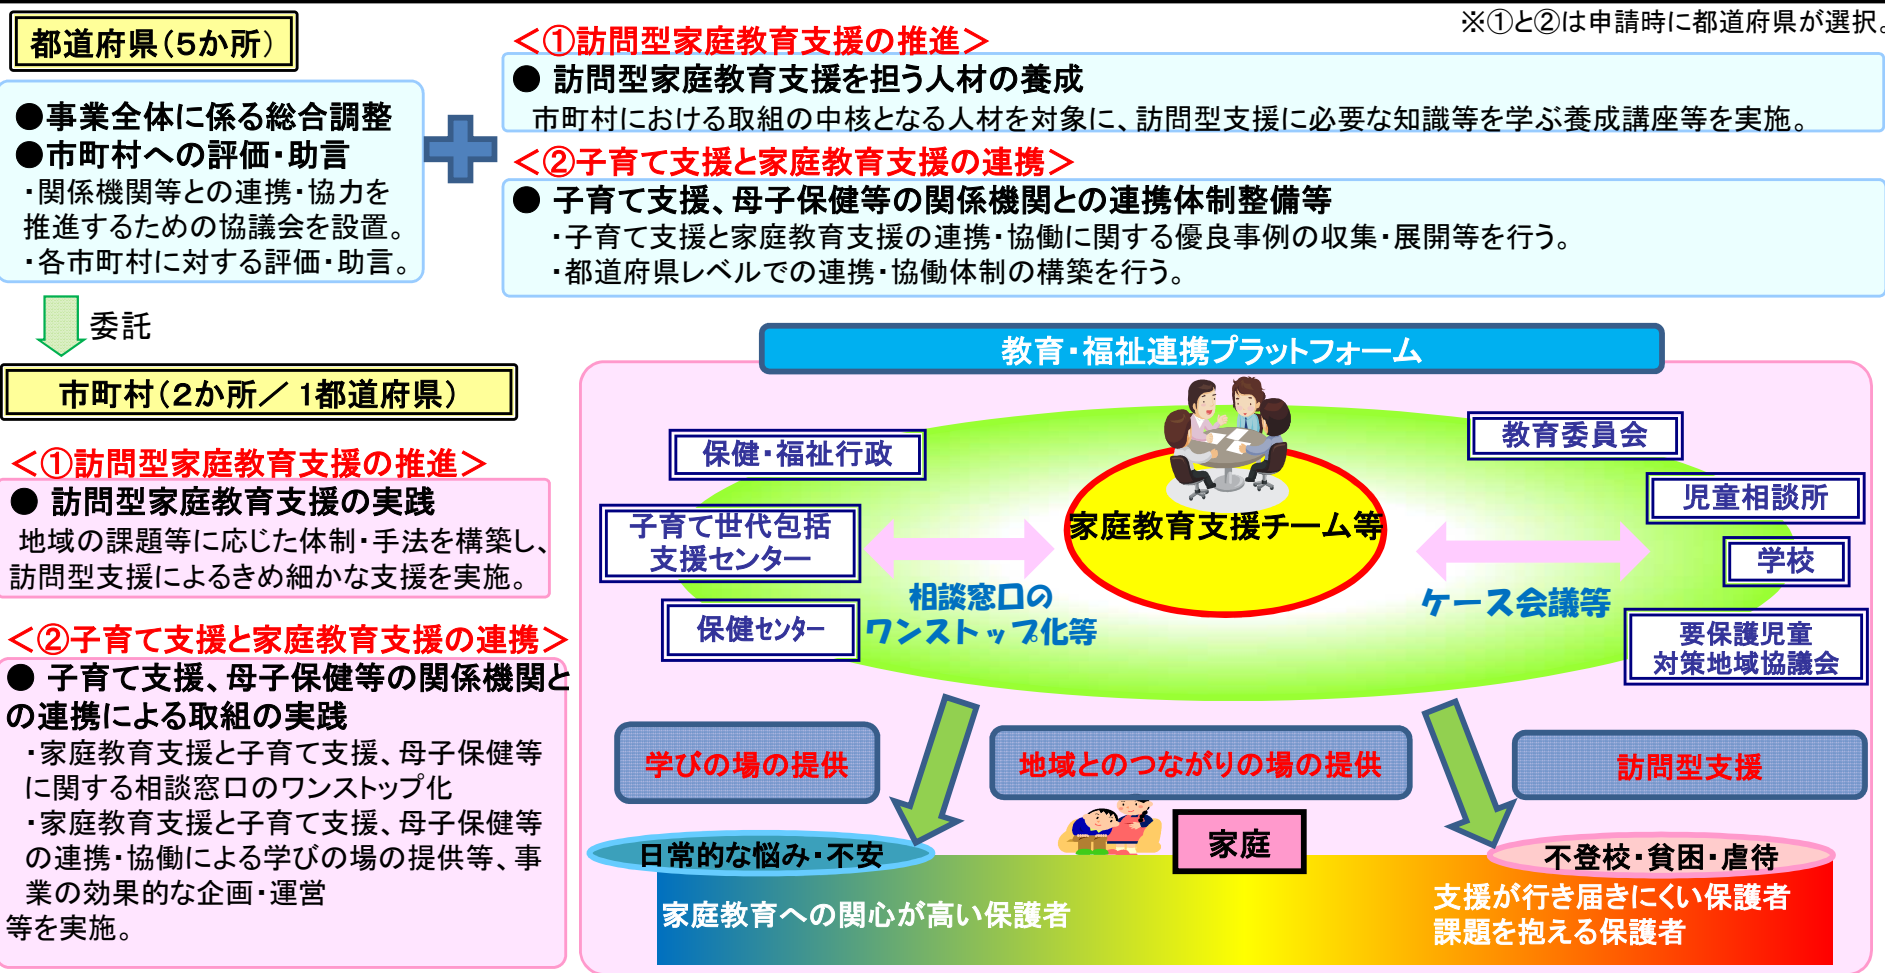 ※①と②は申請時に都道府県が選択。
都道府県（5か所）
●事業全体に係る総合調整
●市町村への評価・助言
・関係機関等との連携・協力を
推進するための協議会を設置。
・各市町村に対する評価・助言。
＜①訪問型家庭教育支援の推進＞
● 訪問型家庭教育支援を担う人材の養成
市町村における取組の中核となる人材を対象に、訪問型支援に必要な知識等を学ぶ養成講座等を実施。
＜②子育て支援と家庭教育支援の連携＞
● 子育て支援、母子保健等の関係機関との連携体制整備等
・子育て支援と家庭教育支援の連携・協働に関する優良事例の収集・展開等を行う。
・都道府県レベルでの連携・協働体制の構築を行う。
委託
市町村（2か所／1都道府県）
＜①訪問型家庭教育支援の推進＞
● 訪問型家庭教育支援の実践
地域の課題等に応じた体制・手法を構築し、
訪問型支援によるきめ細かな支援を実施。
＜②子育て支援と家庭教育支援の連携＞
● 子育て支援、母子保健等の関係機関と
の連携による取組の実践
・家庭教育支援と子育て支援、母子保健等
に関する相談窓口のワンストップ化
・家庭教育支援と子育て支援、母子保健等
の連携・協働による学びの場の提供等、事
業の効果的な企画・運営
等を実施。
教育・福祉連携プラットフォーム
保健・福祉行政
子育て世代包括
支援センター
保健センター
家庭教育支援チーム等
相談窓口の
ワンストップ化等
ケース会議等
教育委員会
児童相談所
学校
要保護児童
対策地域協議会
学びの場の提供
地域とのつながりの場の提供
訪問型支援
日常的な悩み・不安
家庭
不登校・貧困・虐待
家庭教育への関心が高い保護者
支援が行き届きにくい保護者
課題を抱える保護者